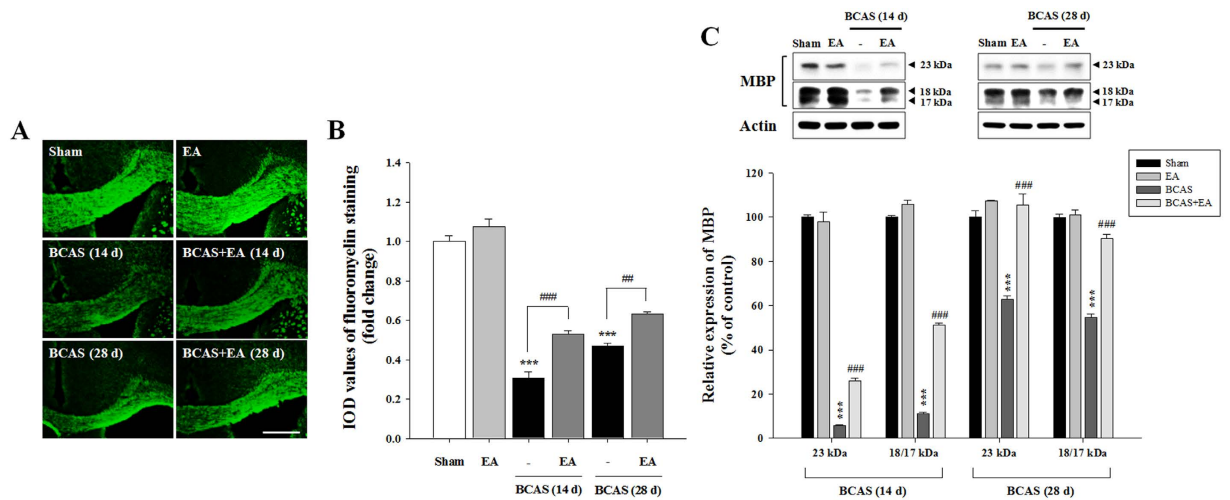 A
Sham
EA
BCAS (14 d)
BCAS+EA (14 d)
BCAS (28 d)
BCAS+EA (28 d)
B
IOD values of fluoromyelin staining
(fold change)
1.4
1.2
1.0
0.8
0.6
0.4
0.2
0.0
***
###
***
##
Sham
EA
-
EA
-
EA
BCAS (14 d)
BCAS (28 d)
C
BCAS (14 d)
BCAS (28 d)
Sham EA - EA
Sham EA - EA
MBP
23 kDa
23 kDa
18 kDa
18 kDa
17 kDa
17 kDa
Actin
Sham
EA
BCAS
BCAS+EA
Relative expression of MBP
(% of control)
120
100
80
60
40
20
0
***
###
***
###
***
###
***
###
23 kDa
18/17 kDa
23 kDa
18/17 kDa
BCAS (14 d)
BCAS (28 d)